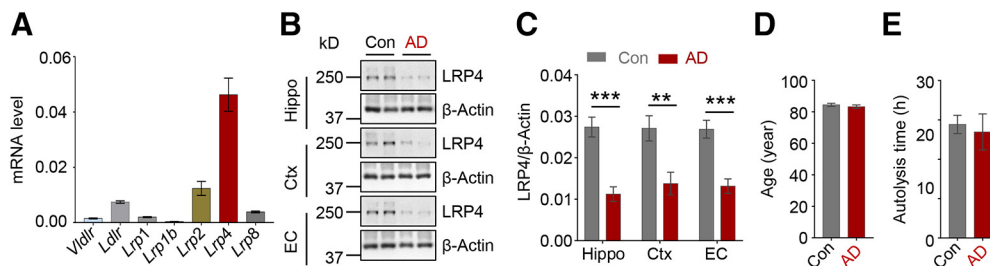 A
mRNA level
0.06
0.04
0.02
0.00
Vldlr
Ldlr
Lrp1
Lrp1b
Lrp2
Lrp4
Lrp8
B
kD
Con
AD
Hippo
250
LRP4
37
β-Actin
Ctx
250
LRP4
37
β-Actin
EC
250
LRP4
37
β-Actin
C
Con
AD
LRP4/β-Actin
0.04
0.03
0.02
0.01
0.00
***
**
***
Hippo
Ctx
EC
D
Age (year)
100
80
60
40
20
0
Con
AD
E
Autolysis time (h)
30
20
10
0
Con
AD